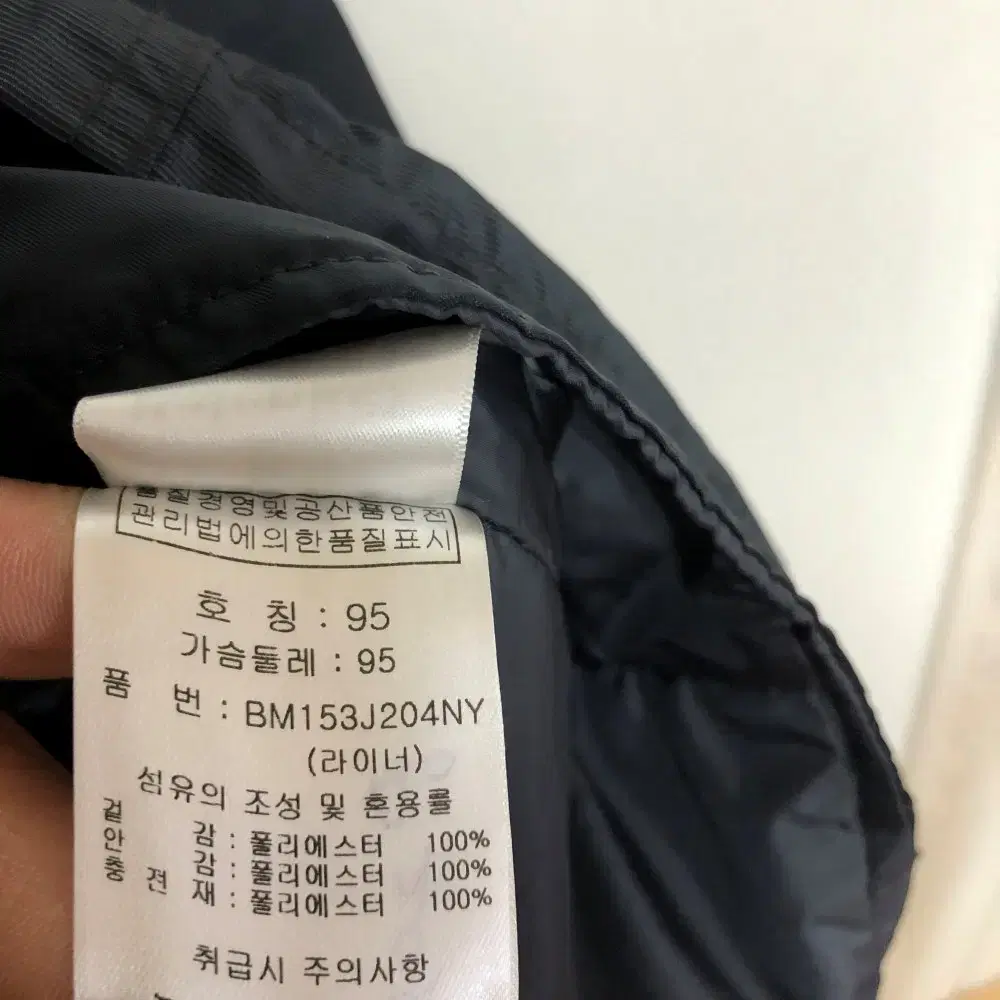 품질경영및공산품안전
관리법에의한품질표시
호 칭 : 95
가슴둘레 : 95
품 번 : BM153J204NY
(라이너)
섬유의 조성 및 혼용률
겉 감 : 폴리에스터 100%
안 감 : 폴리에스터 100%
충 전 재 : 폴리에스터 100%
취급시 주의사항